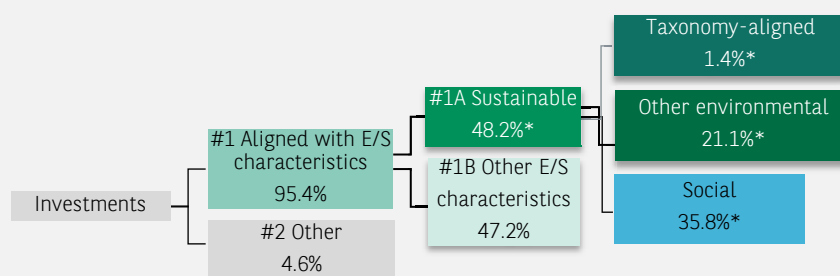 Investments
#1 Aligned with E/S
characteristics
95.4%
#2 Other
4.6%
#1A Sustainable
48.2%*
#1B Other E/S
characteristics
47.2%
Taxonomy-aligned
1.4%*
Other environmental
21.1%*
Social
35.8%*